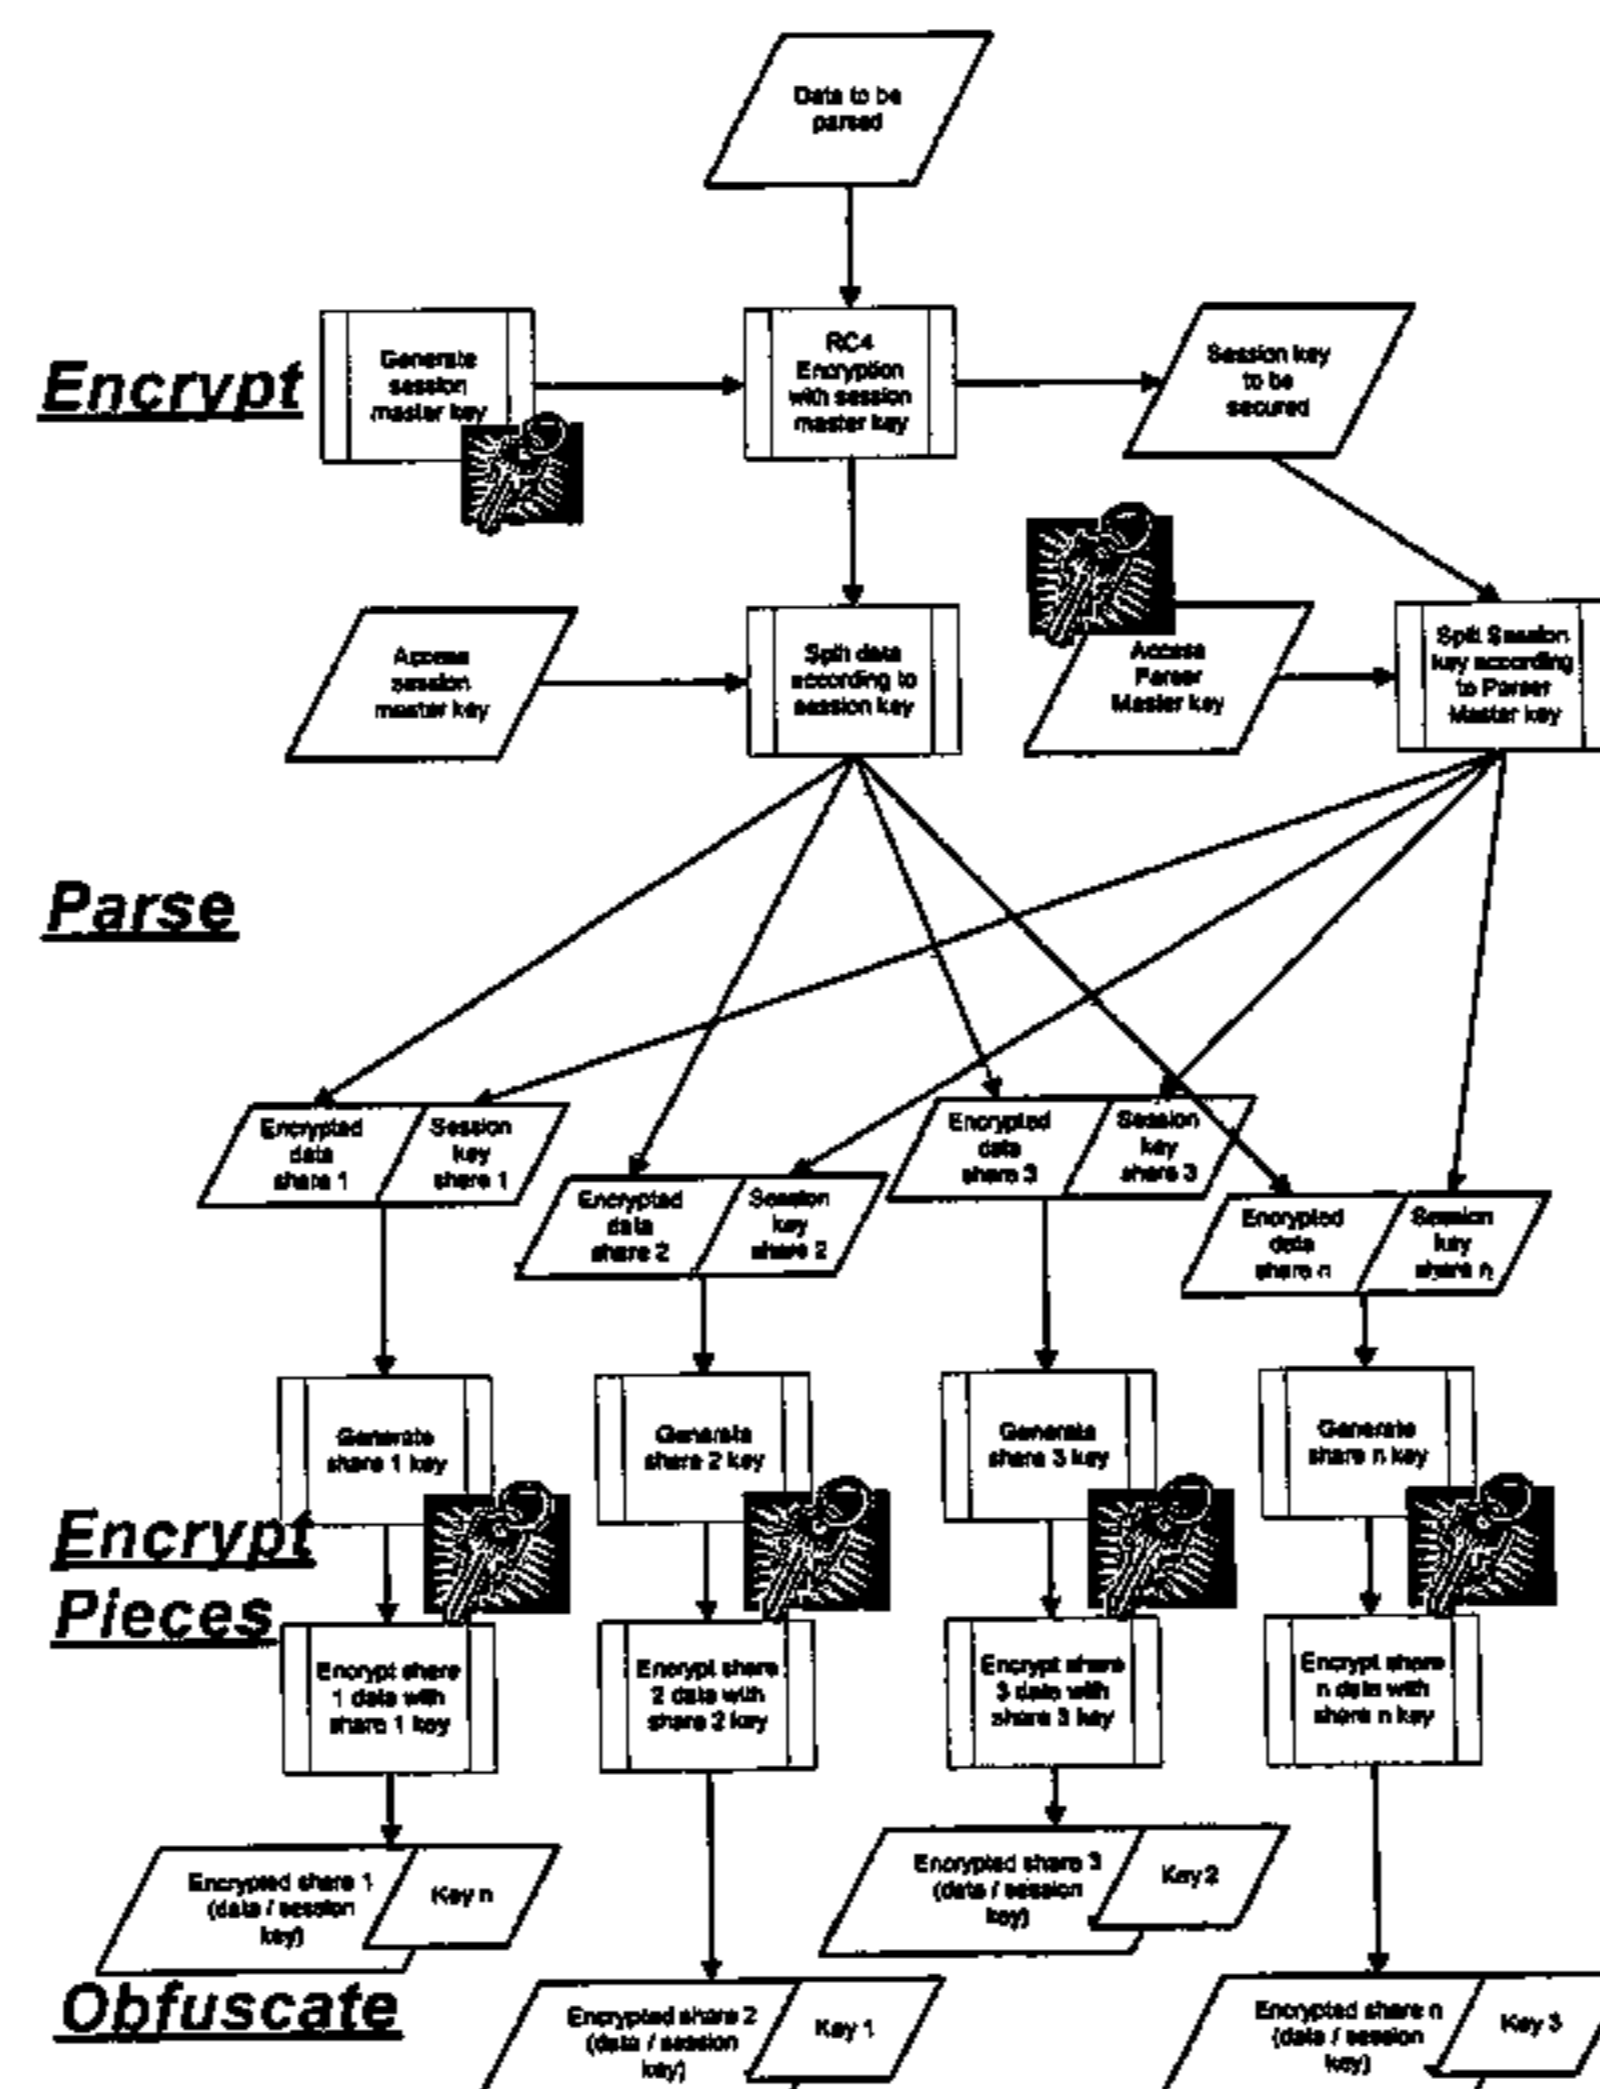 Data to be
parsed
Encrypt
Generate
session
master key
RC4
Encryption
with session
master key
Session key
to be
secured
Access
session
master key
Split data
according to
session key
Access
Parser
Master key
Split Session
key according
to Parser
Master key
Parse
Encrypted
data
share 1
Session
key
share 1
Encrypted
data
share 2
Session
key
share 2
Encrypted
data
share 3
Session
key
share 3
Encrypted
data
share n
Session
key
share n
Generate
share 1 key
Generate
share 2 key
Generate
share 3 key
Generate
share n key
Encrypt
Pieces
Encrypt share
1 data with
share 1 key
Encrypt share
2 data with
share 2 key
Encrypt share
3 data with
share 3 key
Encrypt share
n data with
share n key
Encrypted share 1
(data / session
key)
Key n
Encrypted share 3
(data / session
key)
Key 2
Obfuscate
Encrypted share 2
(data / session
key)
Key 1
Encrypted share n
(data / session
key)
Key 3